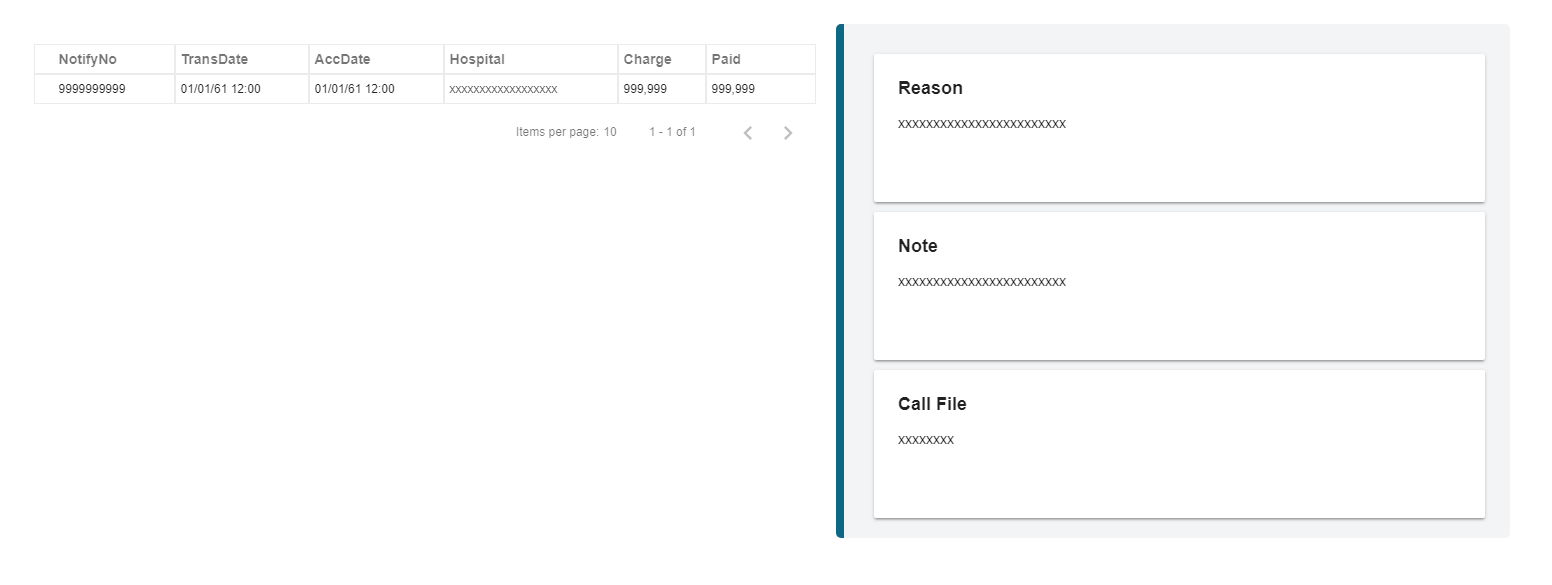 NotifyNo TransDate AccDate Hospital Charge Paid
9999999999 01/01/61 12:00 01/01/61 12:00 xxxxxxxxxxxxxxxxxx 999,999 999,999
Items per page: 10 1 - 1 of 1
Reason
xxxxxxxxxxxxxxxxxxxxxxxx
Note
xxxxxxxxxxxxxxxxxxxxxxxx
Call File
xxxxxxxx